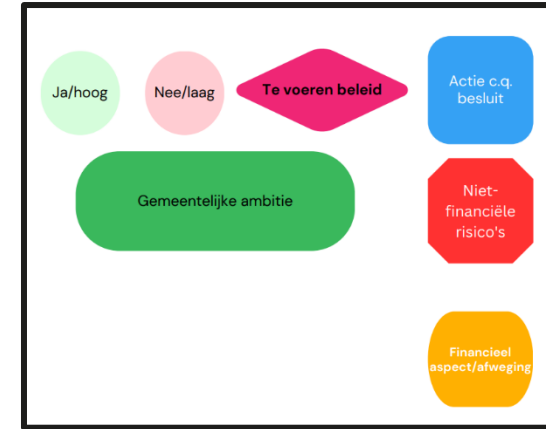 Ja/hoog
Nee/laag
Te voeren beleid
Actie c.q.
besluit
Gemeentelijke ambitie
Niet-
financiële
risico's
Financieel
aspect/afweging